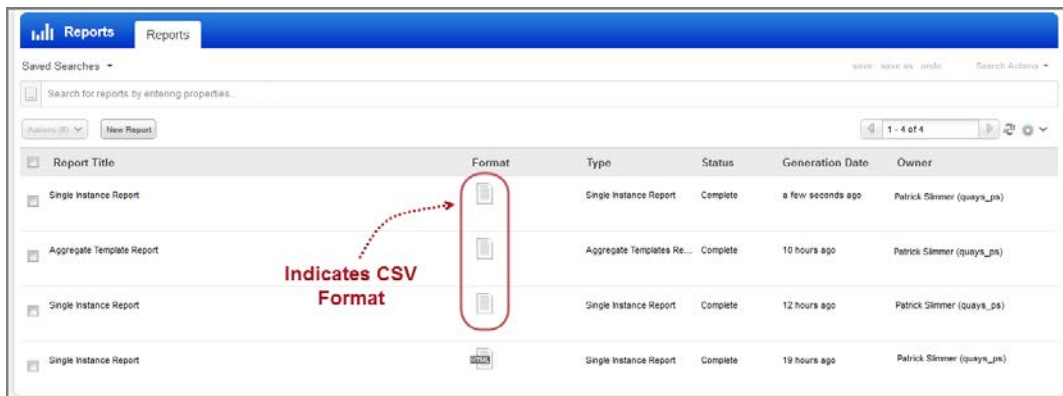 Reports Reports
Saved Searches
save save as undo Search Actions
Search for reports by entering properties...
Actions (0) New Report 1 - 4 of 4
Report Title Format Type Status Generation Date Owner
Single Instance Report Single Instance Report Complete a few seconds ago Patrick Slimmer (quays_ps)
Aggregate Template Report Aggregate Templates Re... Complete 10 hours ago Patrick Slimmer (quays_ps)
Indicates CSV
Format
Single Instance Report Single Instance Report Complete 12 hours ago Patrick Slimmer (quays_ps)
Single Instance Report HTML Single Instance Report Complete 19 hours ago Patrick Slimmer (quays_ps)